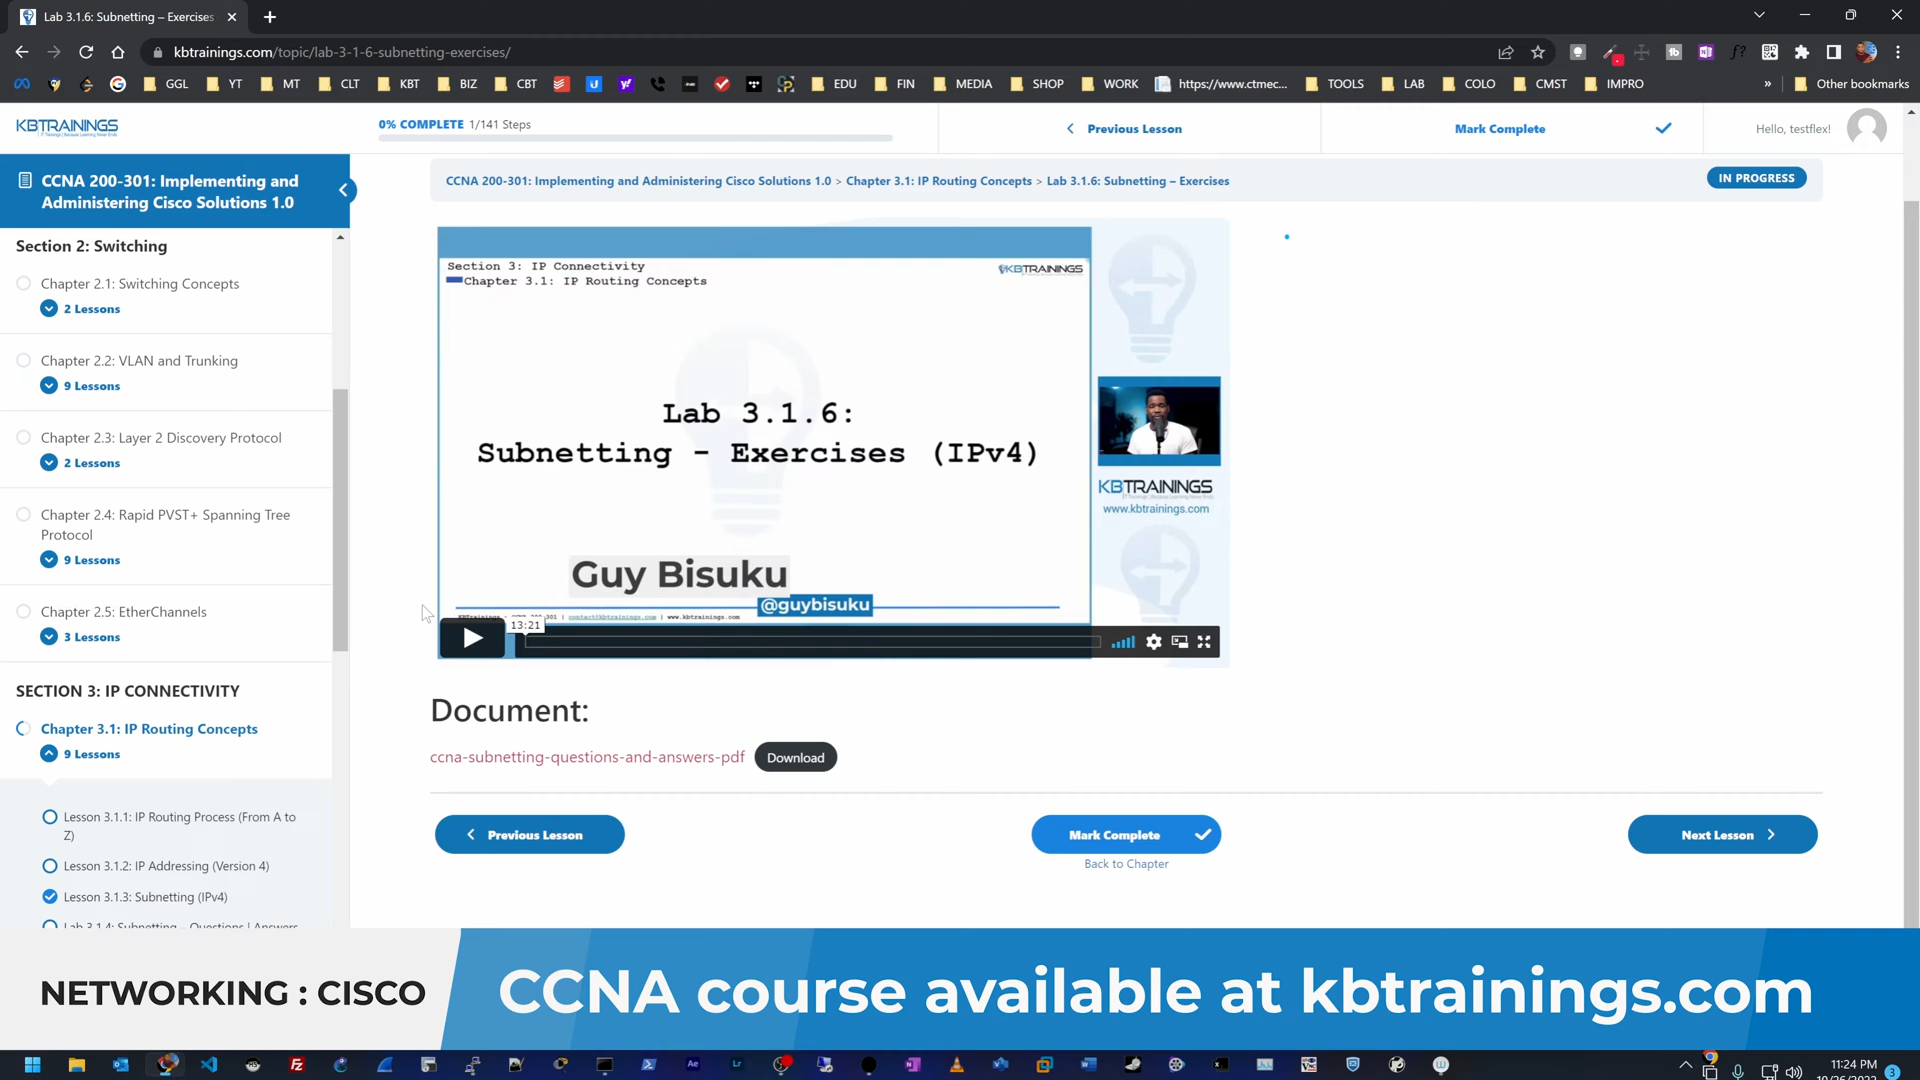 Lab 3.1.6: Subnetting – Exercises
kbtrainings.com/topic/lab-3-1-6-subnetting-exercises/
GGL YT MT CLT KBT BIZ CBT EDU FIN MEDIA SHOP WORK https://www.ctmec... TOOLS LAB COLO CMST IMPRO » Other bookmarks
KBTRAININGS
0% COMPLETE 1/141 Steps
Previous Lesson
Mark Complete
Hello, testflex!
CCNA 200-301: Implementing and
Administering Cisco Solutions 1.0
CCNA 200-301: Implementing and Administering Cisco Solutions 1.0 > Chapter 3.1: IP Routing Concepts > Lab 3.1.6: Subnetting – Exercises
IN PROGRESS
Section 2: Switching
Chapter 2.1: Switching Concepts
2 Lessons
Chapter 2.2: VLAN and Trunking
9 Lessons
Chapter 2.3: Layer 2 Discovery Protocol
2 Lessons
Chapter 2.4: Rapid PVST+ Spanning Tree
Protocol
9 Lessons
Chapter 2.5: EtherChannels
3 Lessons
SECTION 3: IP CONNECTIVITY
Chapter 3.1: IP Routing Concepts
9 Lessons
Lesson 3.1.1: IP Routing Process (From A to
Z)
Lesson 3.1.2: IP Addressing (Version 4)
Lesson 3.1.3: Subnetting (IPv4)
Lab 3.1.4: Subnetting – Questions | Answers
Section 3: IP Connectivity
Chapter 3.1: IP Routing Concepts
KBTRAININGS
Lab 3.1.6:
Subnetting - Exercises (IPv4)
Guy Bisuku
@guybisuku
contact@kbtrainings.com | www.kbtrainings.com
13:21
KBTRAININGS
www.kbtrainings.com
Document:
ccna-subnetting-questions-and-answers-pdf Download
Previous Lesson
Mark Complete
Back to Chapter
Next Lesson
NETWORKING : CISCO
CCNA course available at kbtrainings.com
11:24 PM
3